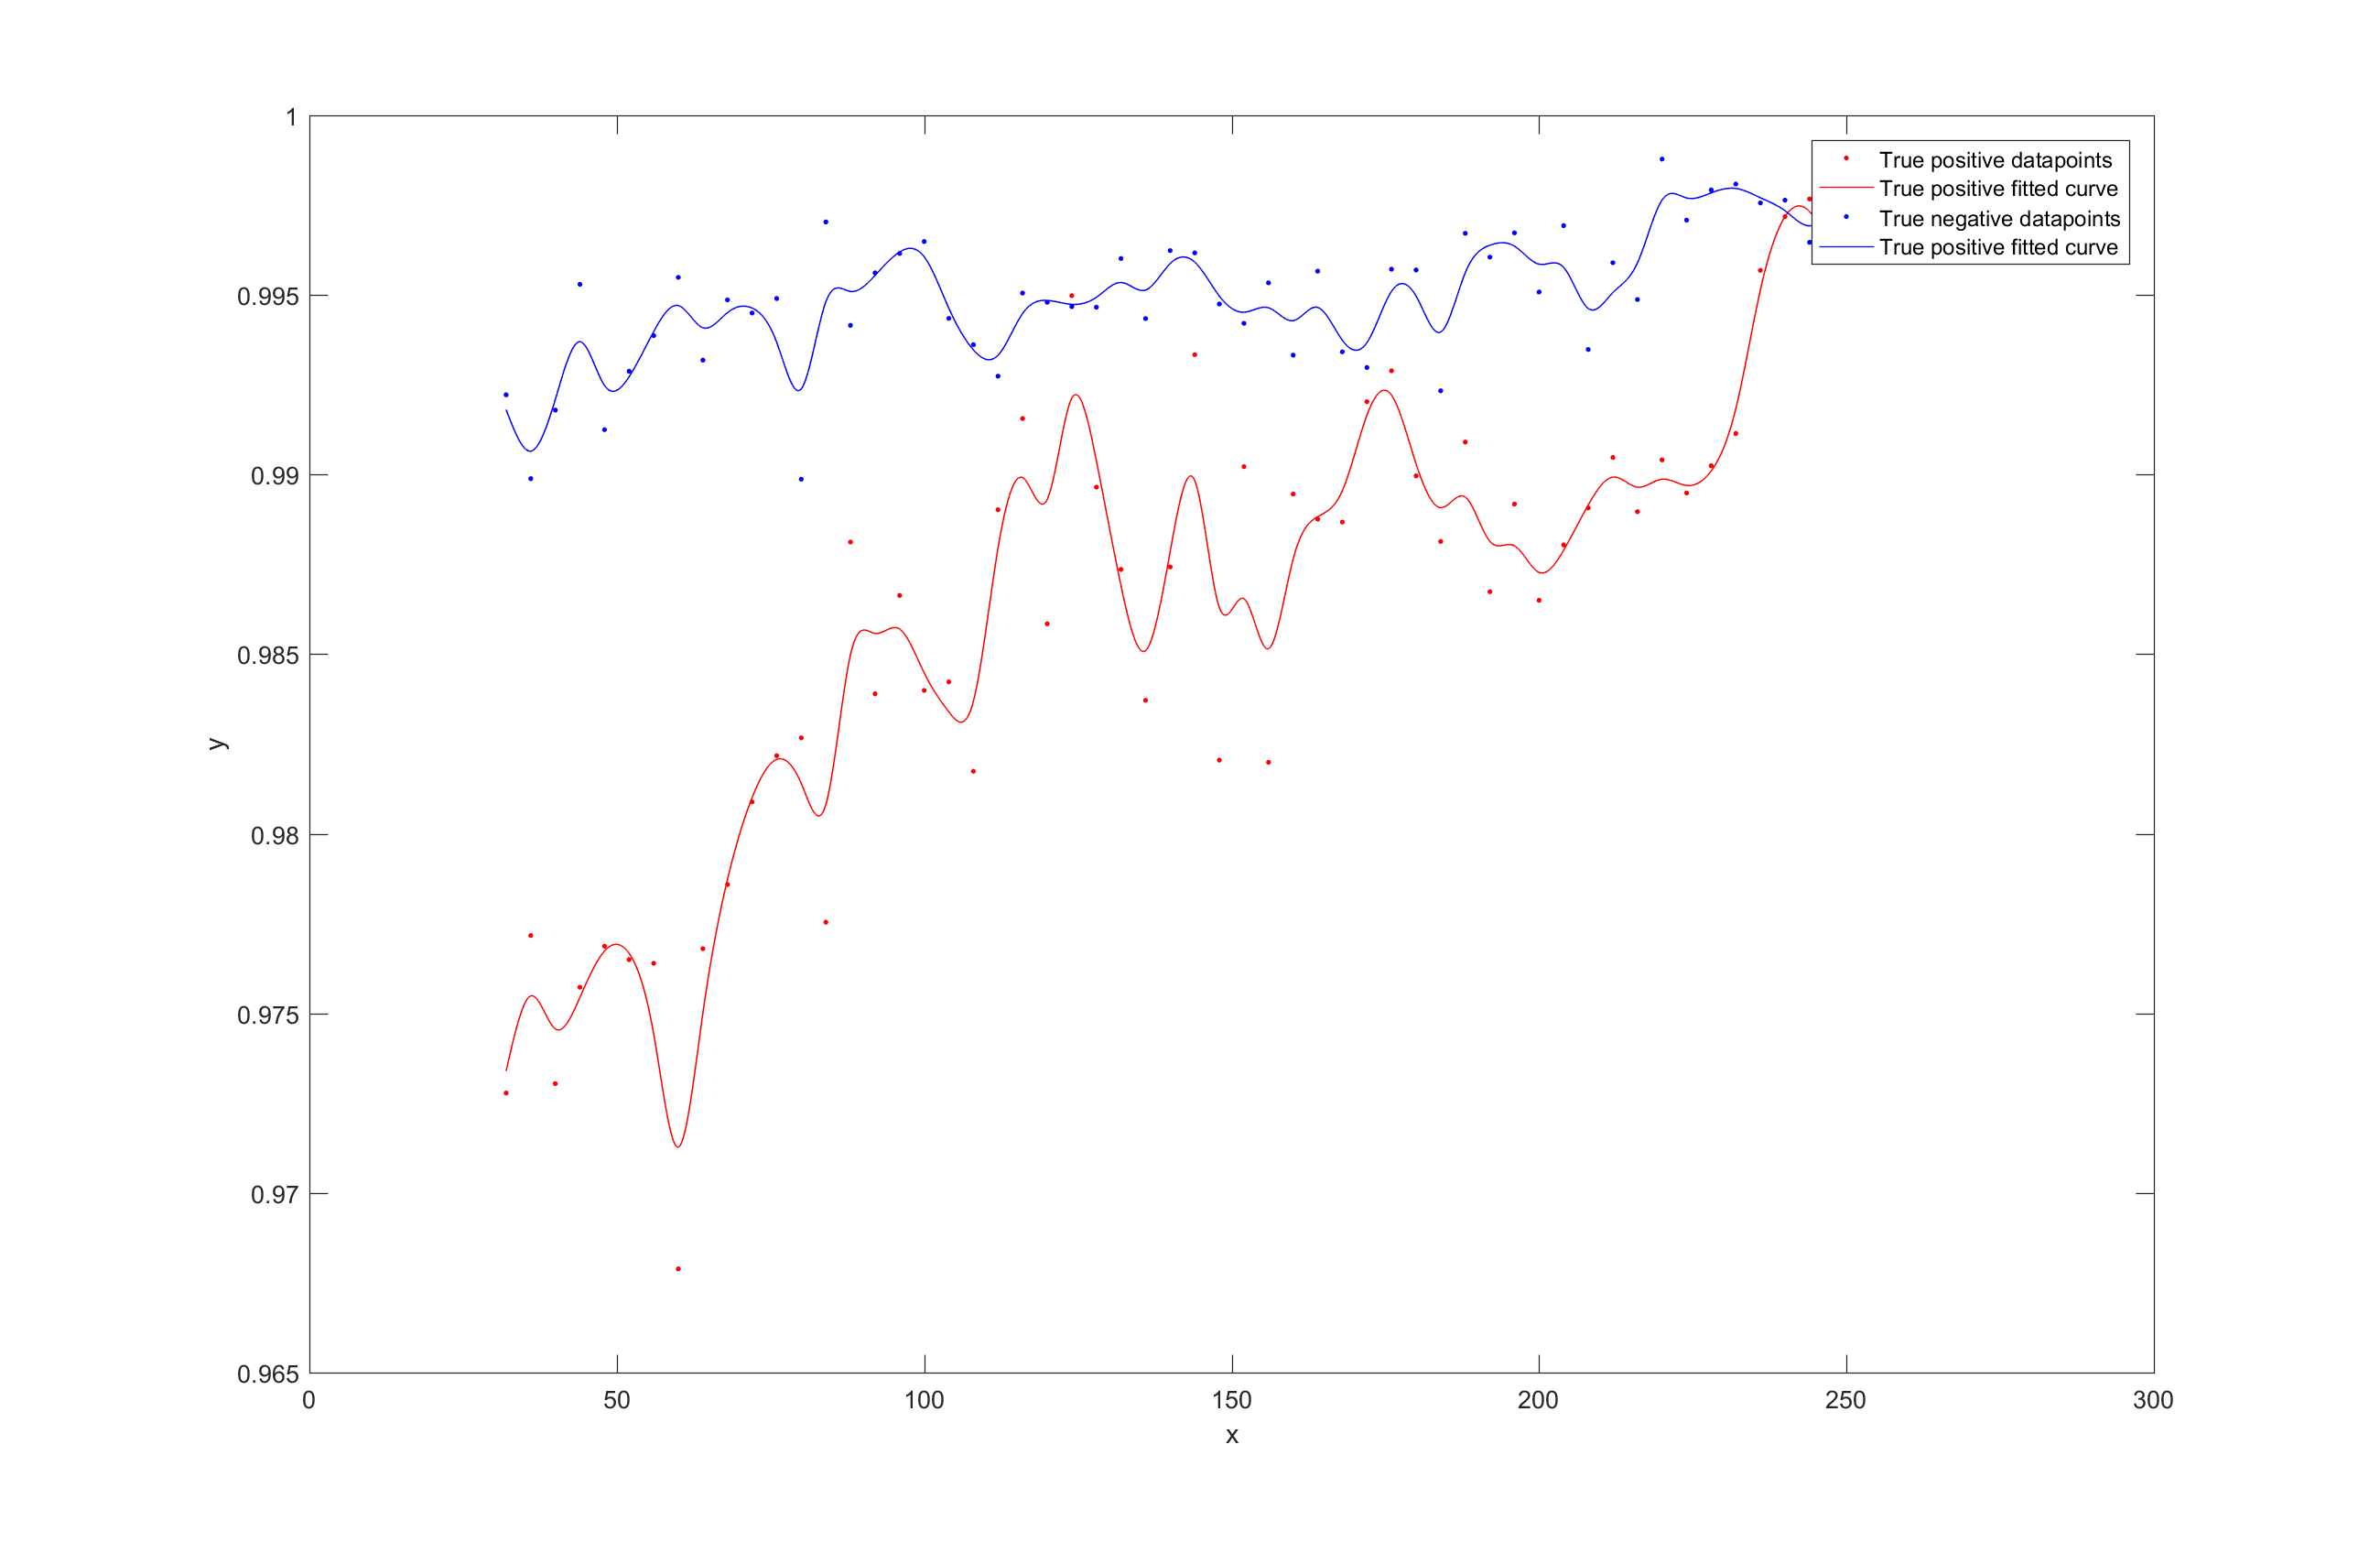 1
0.995
0.99
0.985
0.98
0.975
0.97
0.965
y
0 50 100 150 200 250 300
x
True positive datapoints
True positive fitted curve
True negative datapoints
True positive fitted curve